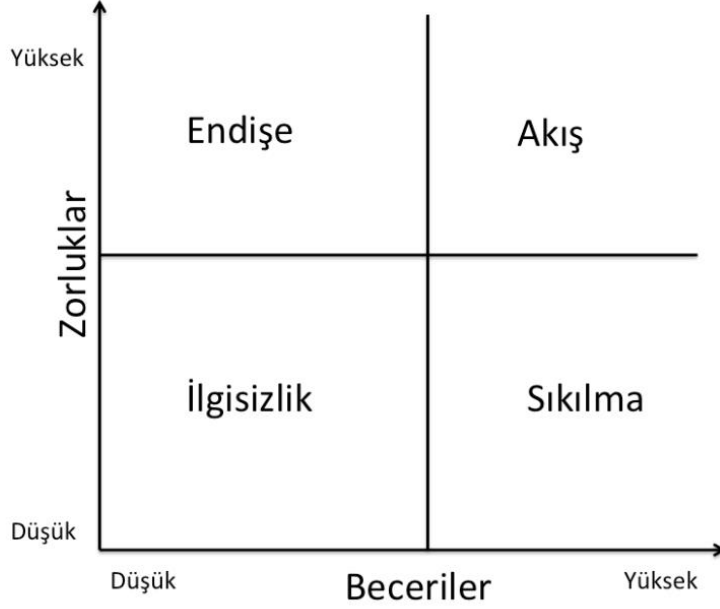 Yüksek
Endişe
Akış
Zorluklar
İlgisizlik
Sıkılma
Düşük
Düşük
Beceriler
Yüksek